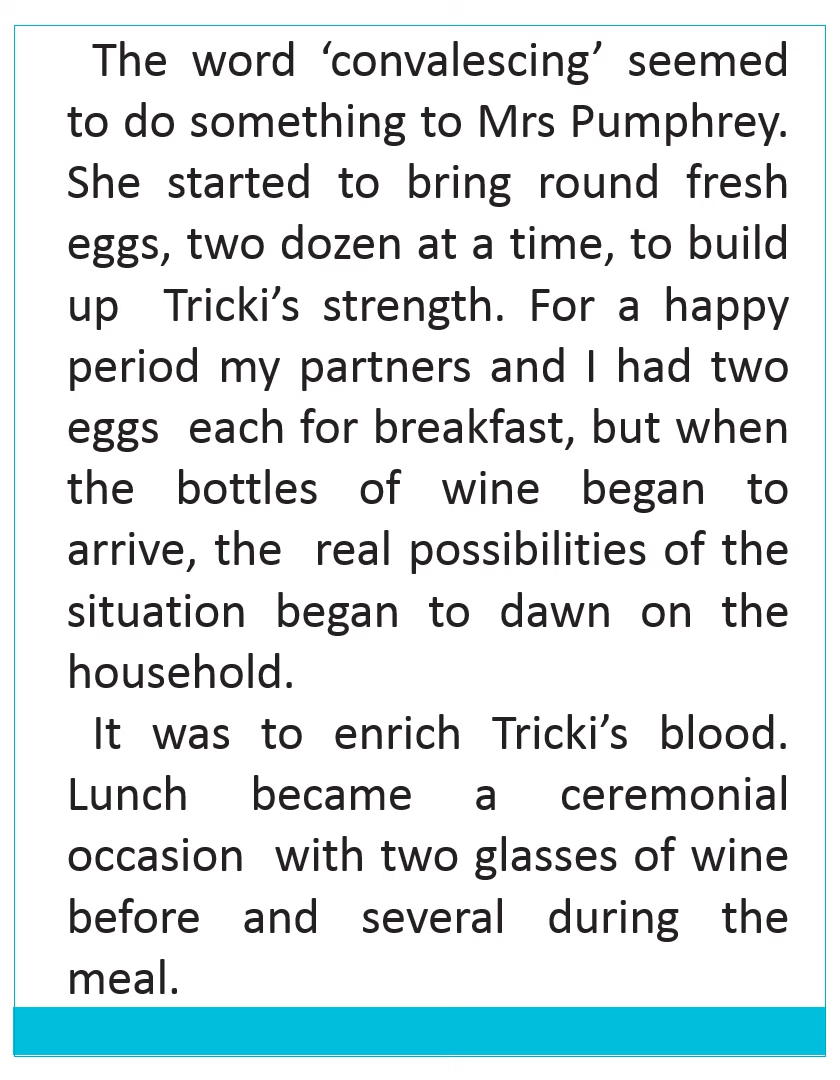 The word ‘convalescing’ seemed
to do something to Mrs Pumphrey.
She started to bring round fresh
eggs, two dozen at a time, to build
up Tricki’s strength. For a happy
period my partners and I had two
eggs each for breakfast, but when
the bottles of wine began to
arrive, the real possibilities of the
situation began to dawn on the
household.
It was to enrich Tricki’s blood.
Lunch became a ceremonial
occasion with two glasses of wine
before and several during the
meal.